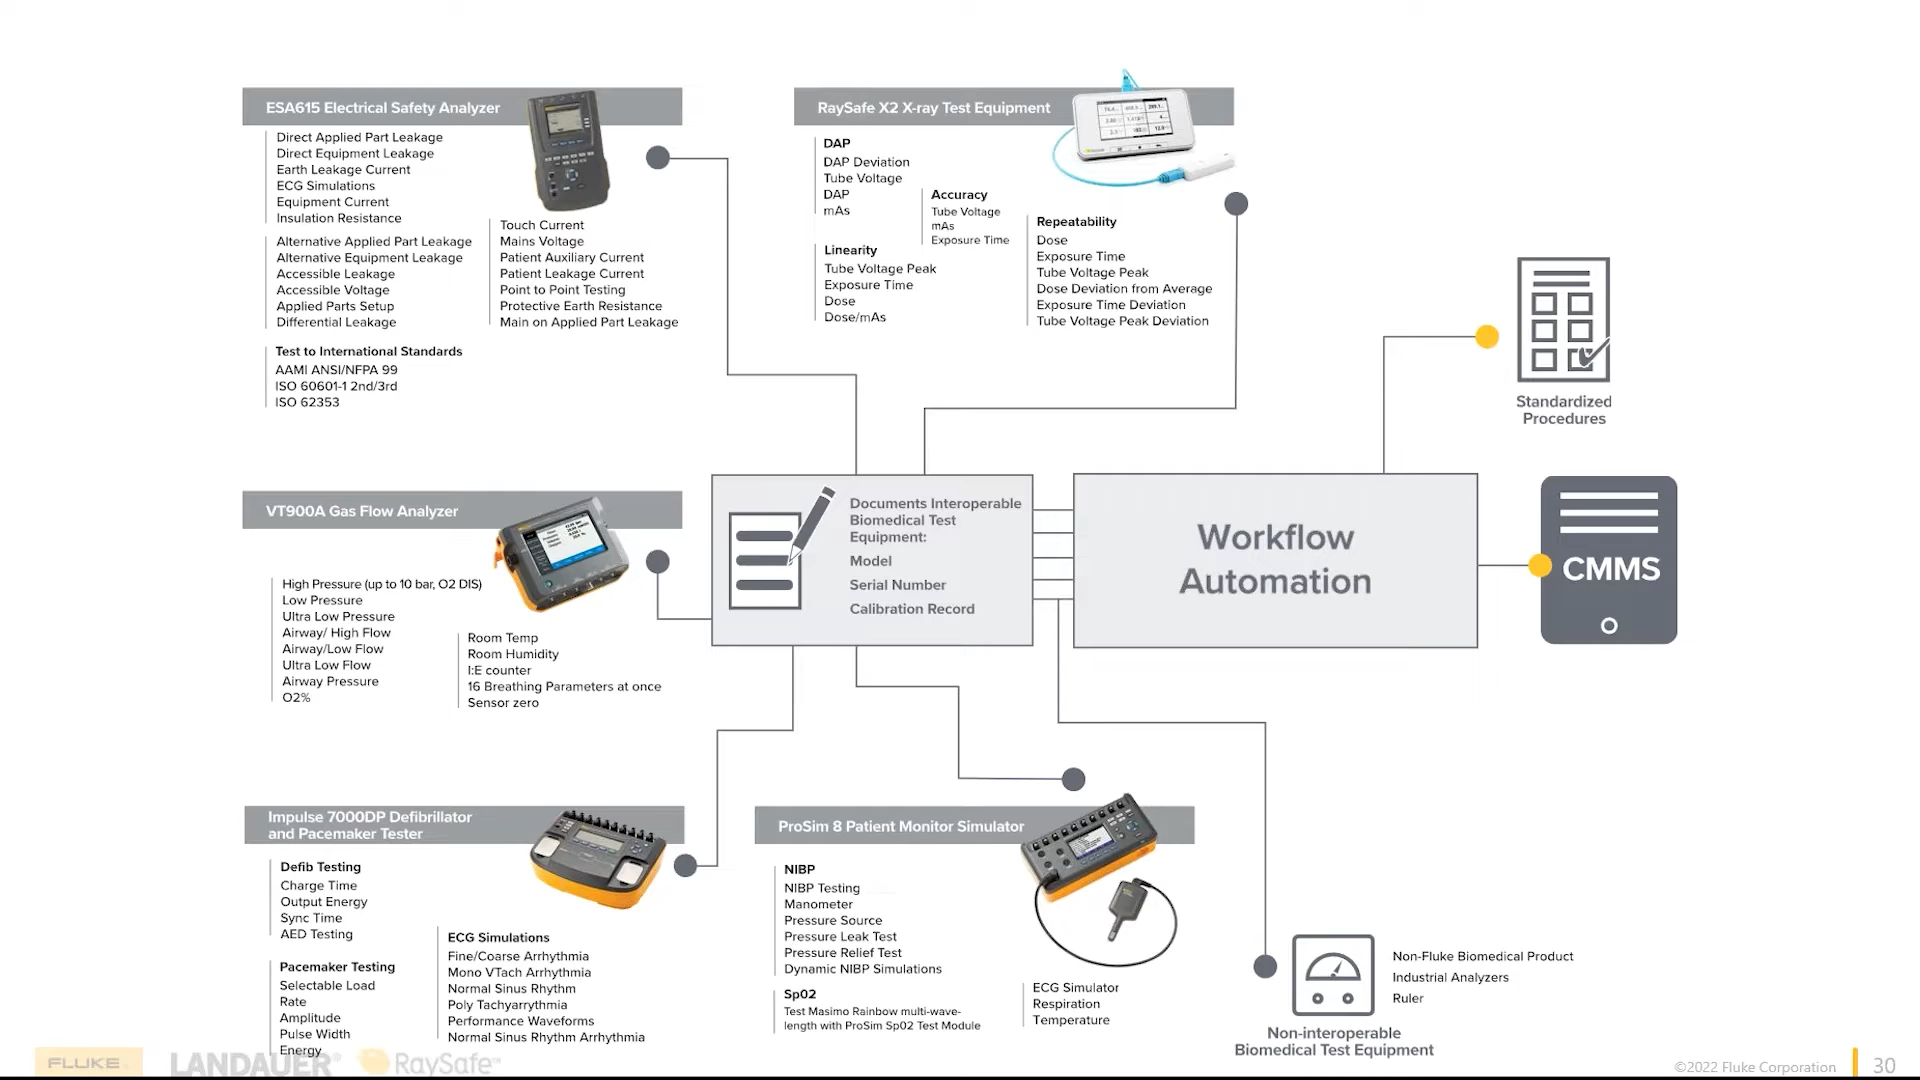 ESA615 Electrical Safety Analyzer
Direct Applied Part Leakage
Direct Equipment Leakage
Earth Leakage Current
ECG Simulations
Equipment Current
Insulation Resistance
Alternative Applied Part Leakage
Alternative Equipment Leakage
Accessible Leakage
Accessible Voltage
Applied Parts Setup
Differential Leakage
Touch Current
Mains Voltage
Patient Auxiliary Current
Patient Leakage Current
Point to Point Testing
Protective Earth Resistance
Main on Applied Part Leakage
Test to International Standards
AAMI ANSI/NFPA 99
ISO 60601-1 2nd/3rd
ISO 62353
RaySafe X2 X-ray Test Equipment
DAP
DAP Deviation
Tube Voltage
DAP
mAs
Accuracy
Tube Voltage
mAs
Exposure Time
Linearity
Tube Voltage Peak
Exposure Time
Dose
Dose/mAs
Repeatability
Dose
Exposure Time
Tube Voltage Peak
Dose Deviation from Average
Exposure Time Deviation
Tube Voltage Peak Deviation
Standardized
Procedures
VT900A Gas Flow Analyzer
High Pressure (up to 10 bar, O2 DIS)
Low Pressure
Ultra Low Pressure
Airway/ High Flow
Airway/Low Flow
Ultra Low Flow
Airway Pressure
O2%
Room Temp
Room Humidity
I:E counter
16 Breathing Parameters at once
Sensor zero
Documents Interoperable
Biomedical Test
Equipment:
Model
Serial Number
Calibration Record
Workflow
Automation
CMMS
Impulse 7000DP Defibrillator
and Pacemaker Tester
Defib Testing
Charge Time
Output Energy
Sync Time
AED Testing
Pacemaker Testing
Selectable Load
Rate
Amplitude
Pulse Width
Energy
ECG Simulations
Fine/Coarse Arrhythmia
Mono VTach Arrhythmia
Normal Sinus Rhythm
Poly Tachyarrythmia
Performance Waveforms
Normal Sinus Rhythm Arrhythmia
ProSim 8 Patient Monitor Simulator
NIBP
NIBP Testing
Manometer
Pressure Source
Pressure Leak Test
Pressure Relief Test
Dynamic NIBP Simulations
Sp02
Test Masimo Rainbow multi-wave-
length with ProSim Sp02 Test Module
ECG Simulator
Respiration
Temperature
Non-Fluke Biomedical Product
Industrial Analyzers
Ruler
Non-interoperable
Biomedical Test Equipment
FLUKE
LANDAUER®
RaySafe™
©2022 Fluke Corporation
30